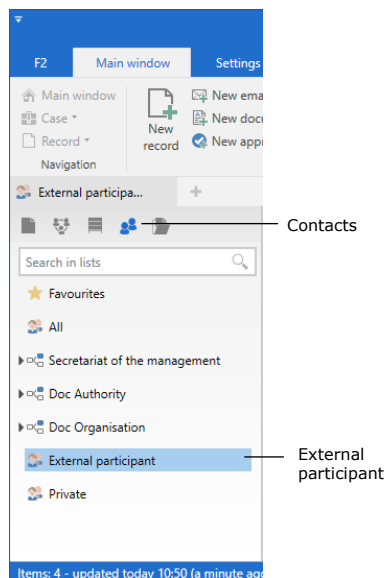 F2 Main window Settings
Main window
Case
Record
Navigation
New
record
New ema
New docu
New appr
External participa...
Contacts
Search in lists
Favourites
All
Secretariat of the management
Doc Authority
Doc Organisation
External participant
External
participant
Private
Items: 4 - updated today 10:50 (a minute ago